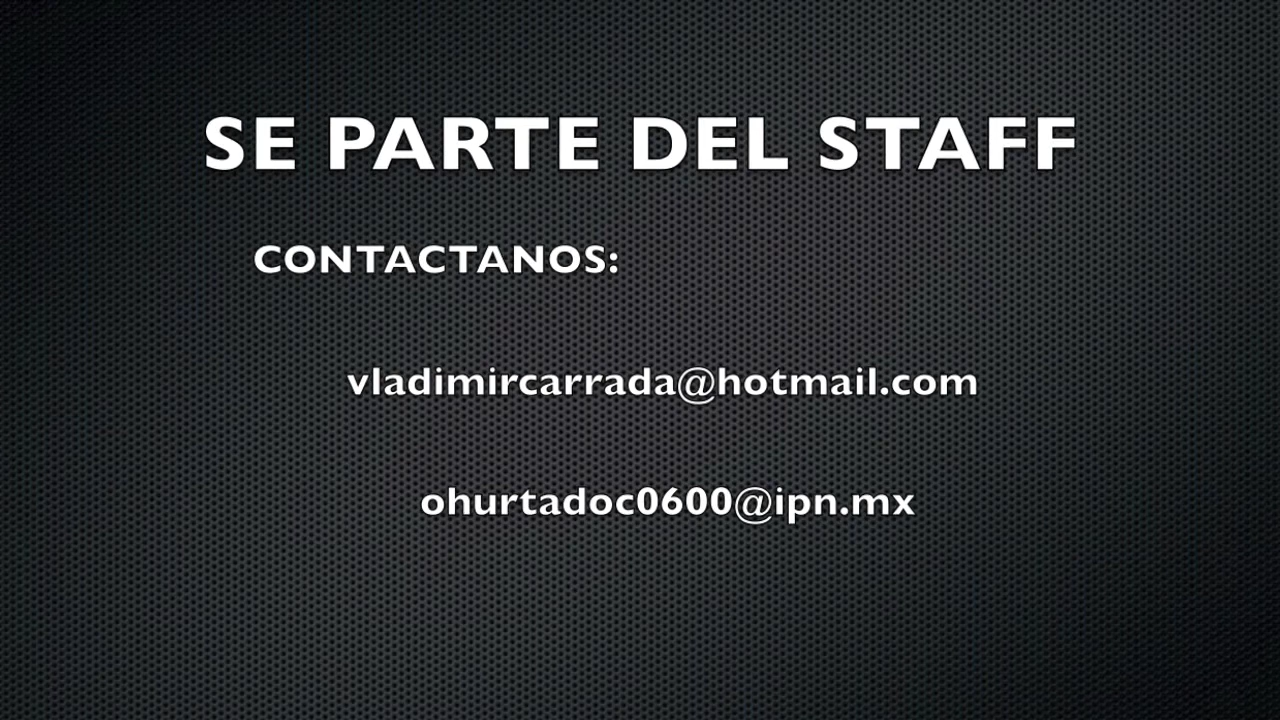 SE PARTE DEL STAFF
CONTACTANOS:
vladimircarrada@hotmail.com
ohurtadoc0600@ipn.mx